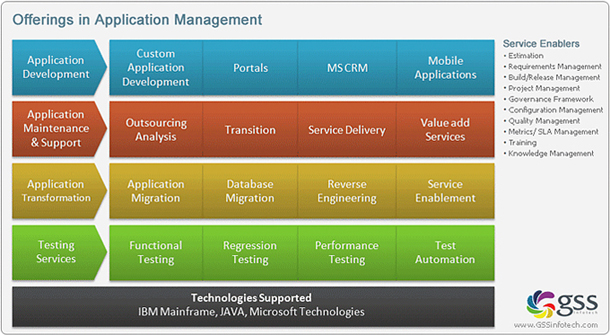 Offerings in Application Management
Application
Development
Custom
Application
Development
Portals
MS CRM
Mobile
Applications
Application
Maintenance
& Support
Outsourcing
Analysis
Transition
Service Delivery
Value add
Services
Application
Transformation
Application
Migration
Database
Migration
Reverse
Engineering
Service
Enablement
Testing
Services
Functional
Testing
Regression
Testing
Performance
Testing
Test
Automation
Technologies Supported
IBM Mainframe, JAVA, Microsoft Technologies
Service Enablers
• Estimation
• Requirements Management
• Build/Release Management
• Project Management
• Governance Framework
• Configuration Management
• Quality Management
• Metrics/ SLA Management
• Training
• Knowledge Management
gss
infotech
www.GSSinfotech.com